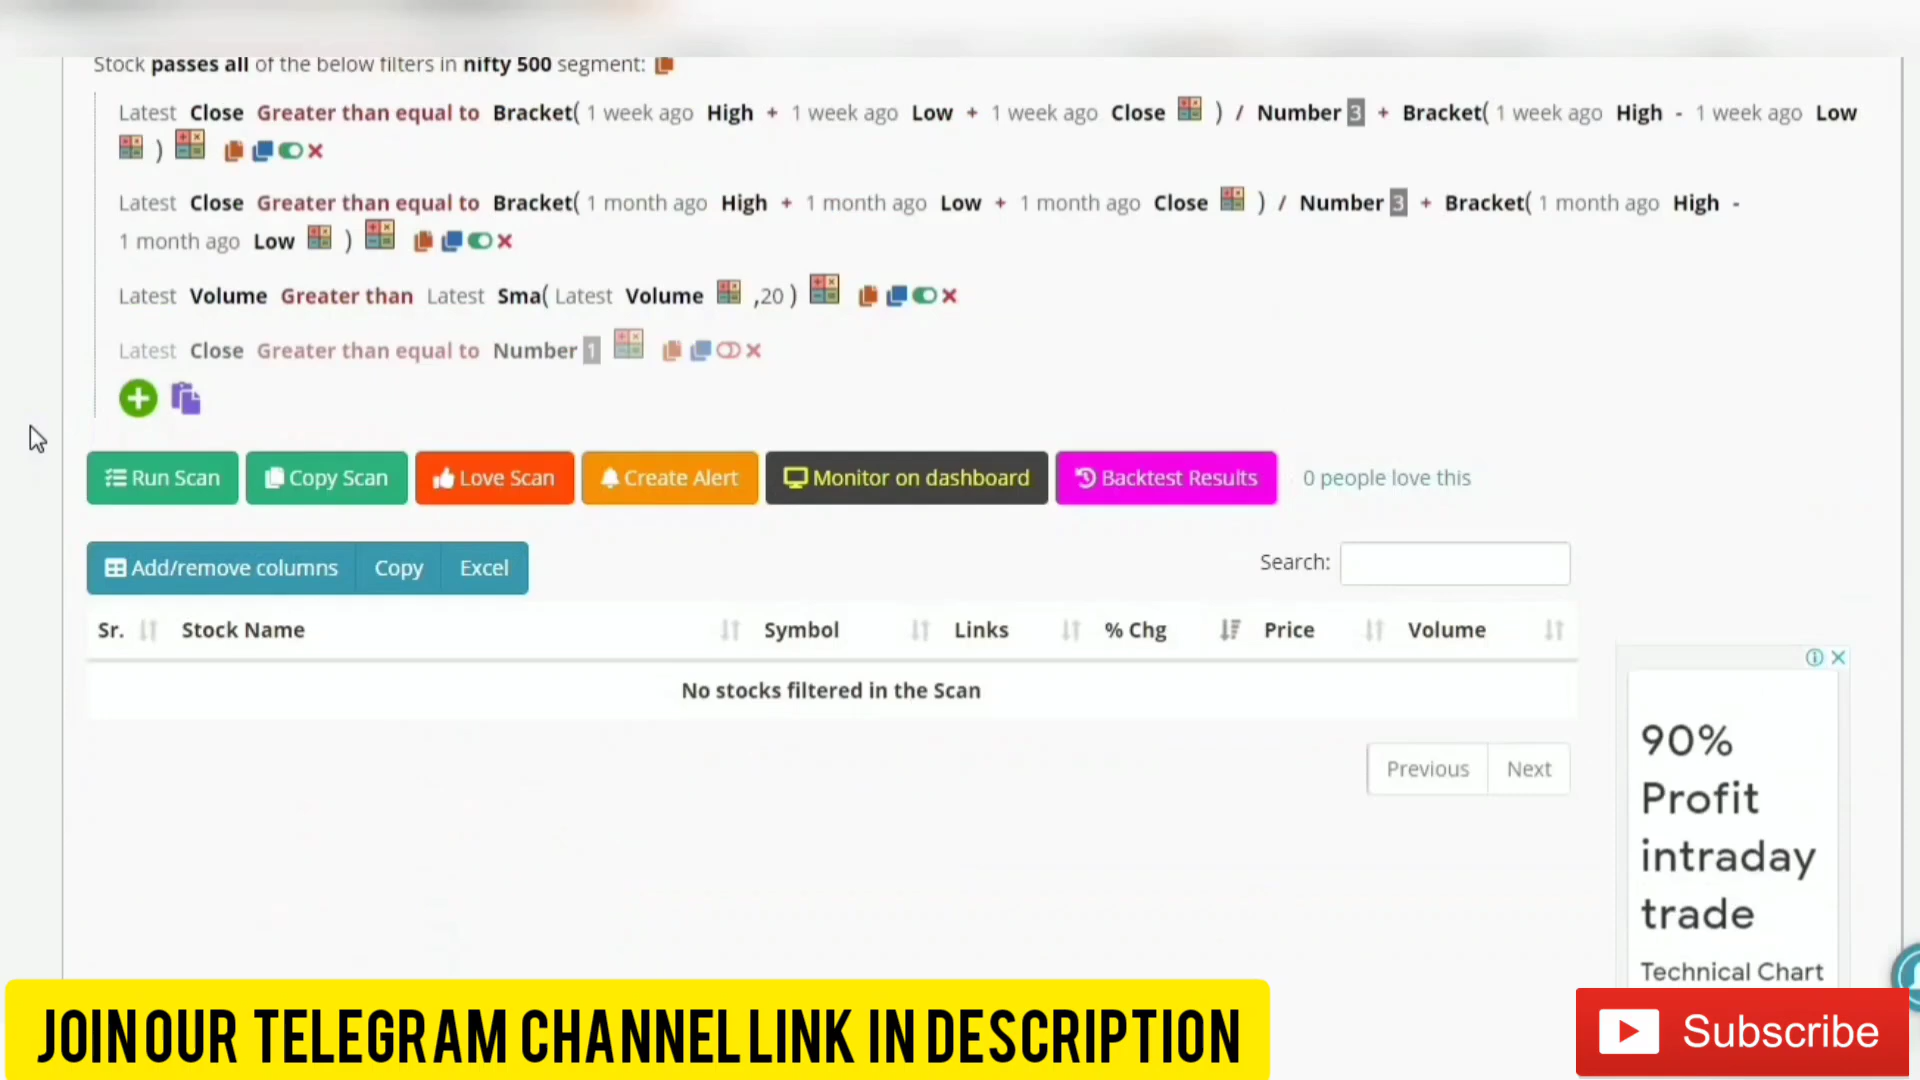 Stock passes all of the below filters in nifty 500 segment:
Latest Close Greater than equal to Bracket( 1 week ago High + 1 week ago Low + 1 week ago Close ) / Number 3 + Bracket( 1 week ago High - 1 week ago Low
)
Latest Close Greater than equal to Bracket( 1 month ago High + 1 month ago Low + 1 month ago Close ) / Number 3 + Bracket( 1 month ago High -
1 month ago Low )
Latest Volume Greater than Latest Sma( Latest Volume ,20 )
Latest Close Greater than equal to Number 1
Run Scan Copy Scan Love Scan Create Alert Monitor on dashboard Backtest Results 0 people love this
Add/remove columns Copy Excel Search:
Sr. Stock Name Symbol Links % Chg Price Volume
No stocks filtered in the Scan
Previous Next
90%
Profit
intraday
trade
Technical Chart
JOIN OUR TELEGRAM CHANNEL LINK IN DESCRIPTION
Subscribe